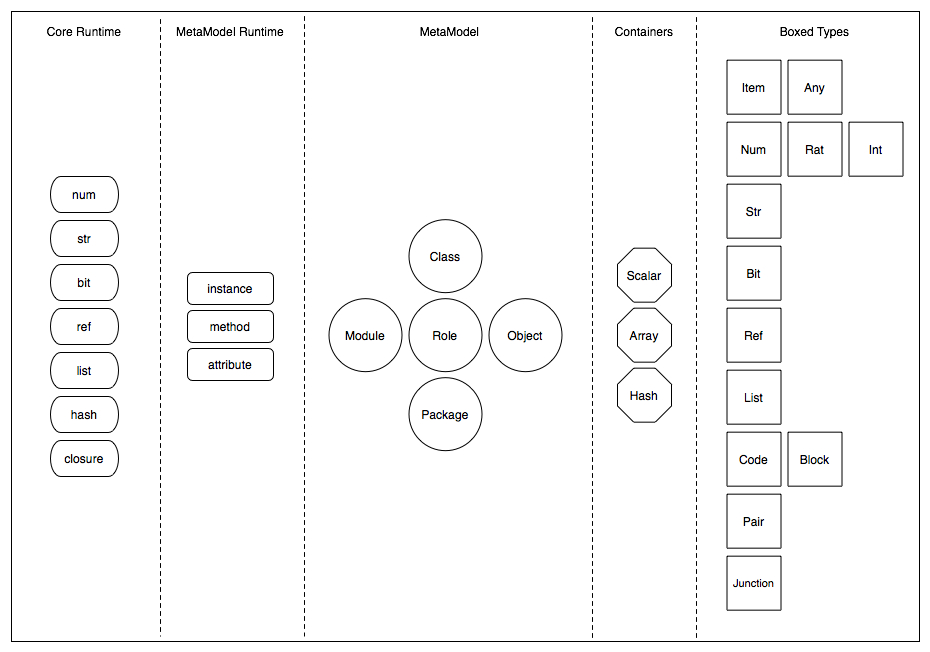 Core Runtime
num
str
bit
ref
list
hash
closure
MetaModel Runtime
instance
method
attribute
MetaModel
Class
Module Role Object
Package
Containers
Scalar
Array
Hash
Boxed Types
Item Any
Num Rat Int
Str
Bit
Ref
List
Code Block
Pair
Junction